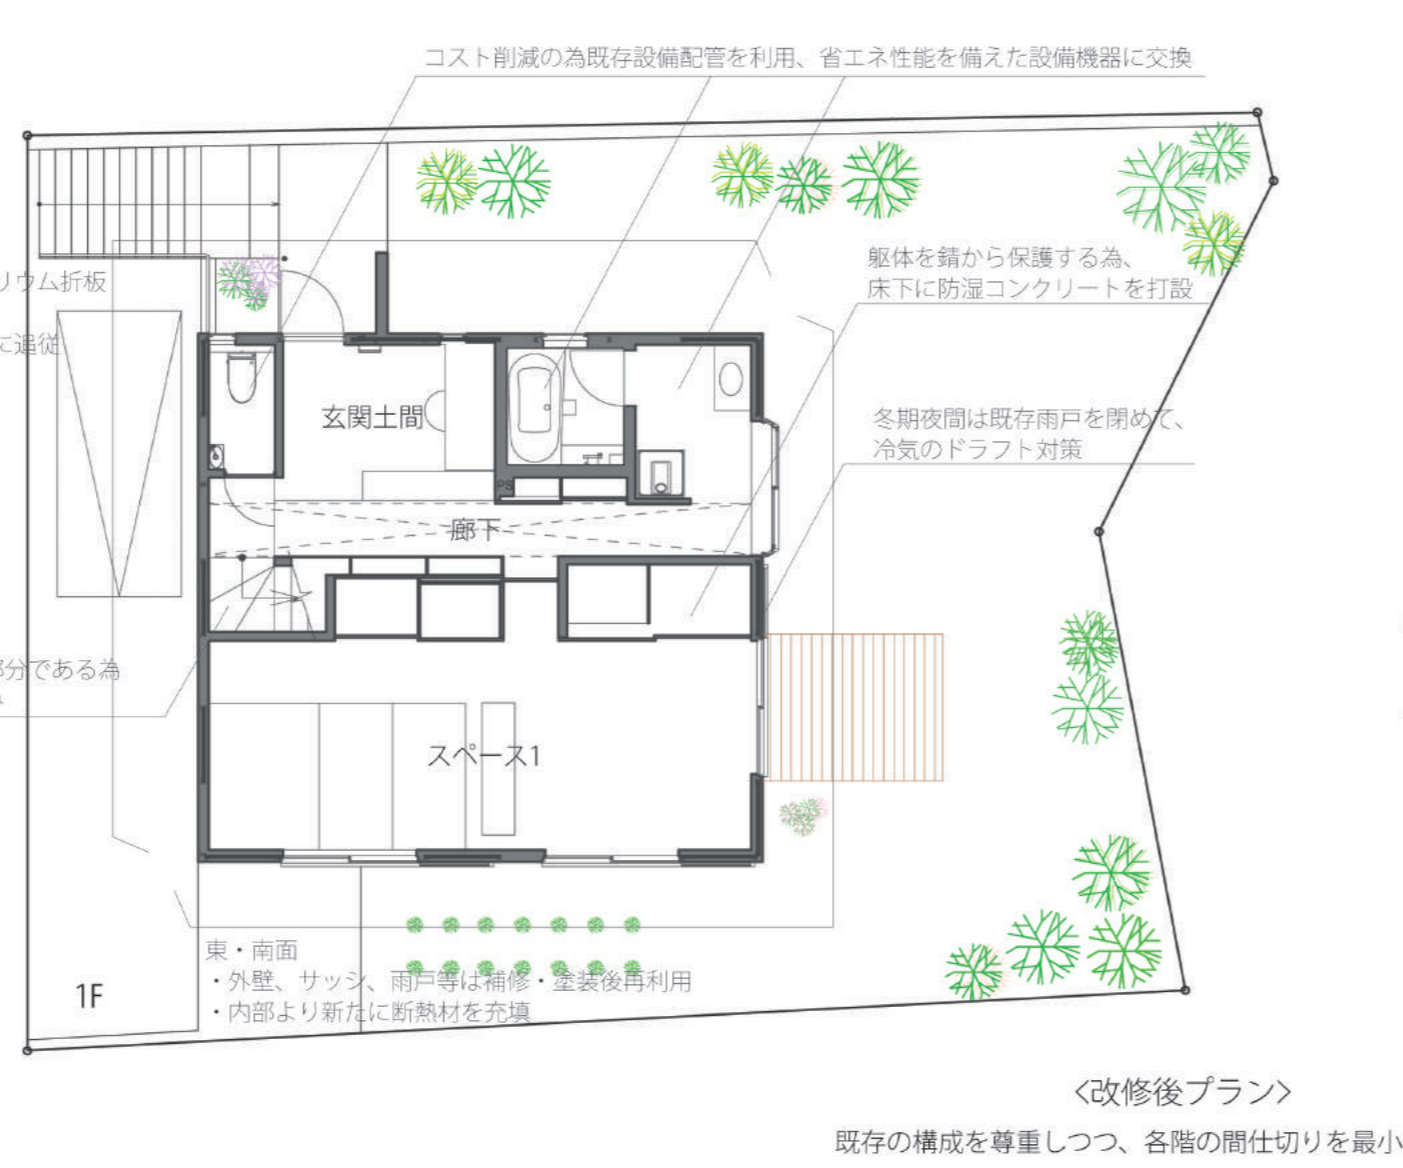 コスト削減の為既存設備配管を利用、省エネ性能を備えた設備機器に交換
躯体を錆から保護する為、
床下に防湿コンクリートを打設
リウム折板
に追従
冬期夜間は既存雨戸を閉めて、
冷気のドラフト対策
玄関土間
PS
廊下
部分である為
スペース1
東・南面
・外壁、サッシ、雨戸等は補修・塗装後再利用
・内部より新たに断熱材を充填
1F
<改修後プラン>
既存の構成を尊重しつつ、各階の間仕切りを最小